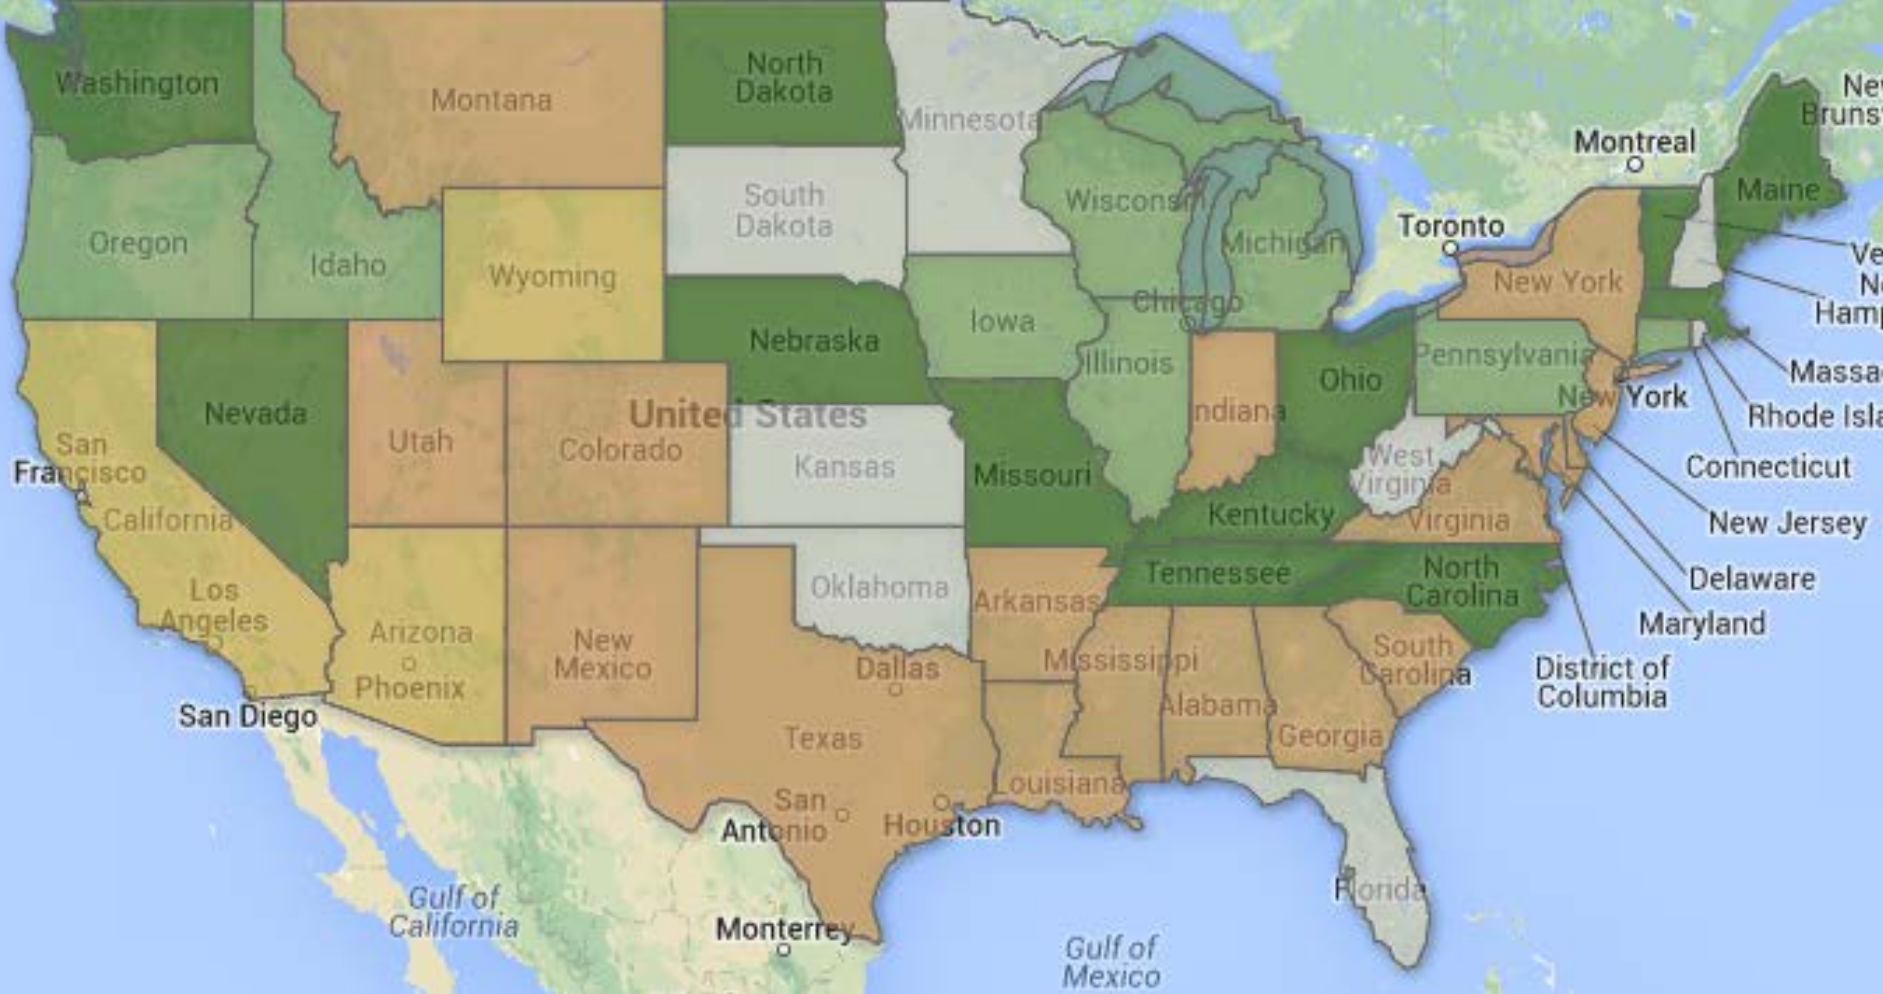 Washington
Montana
North
Dakota
Minnesota
Montreal
Maine
New
Brunsw
Oregon
Idaho
Wyoming
South
Dakota
Wisconsin
Michigan
Toronto
New York
Ve
Ne
Hamp
Nebraska
Iowa
Chicago
Illinois
Pennsylvania
Ohio
Massa
Nevada
Utah
Colorado
United States
Kansas
Missouri
Indiana
West
Virginia
New York
Rhode Isla
Connecticut
San
Francisco
California
Kentucky
Virginia
New Jersey
Los
Angeles
Arizona
Phoenix
New
Mexico
Oklahoma
Arkansas
Tennessee
North
Carolina
Delaware
Maryland
San Diego
Dallas
Mississippi
Alabama
South
Carolina
Georgia
District of
Columbia
Texas
San
Antonio
Houston
Louisiana
Florida
Gulf of
California
Monterrey
Gulf of
Mexico